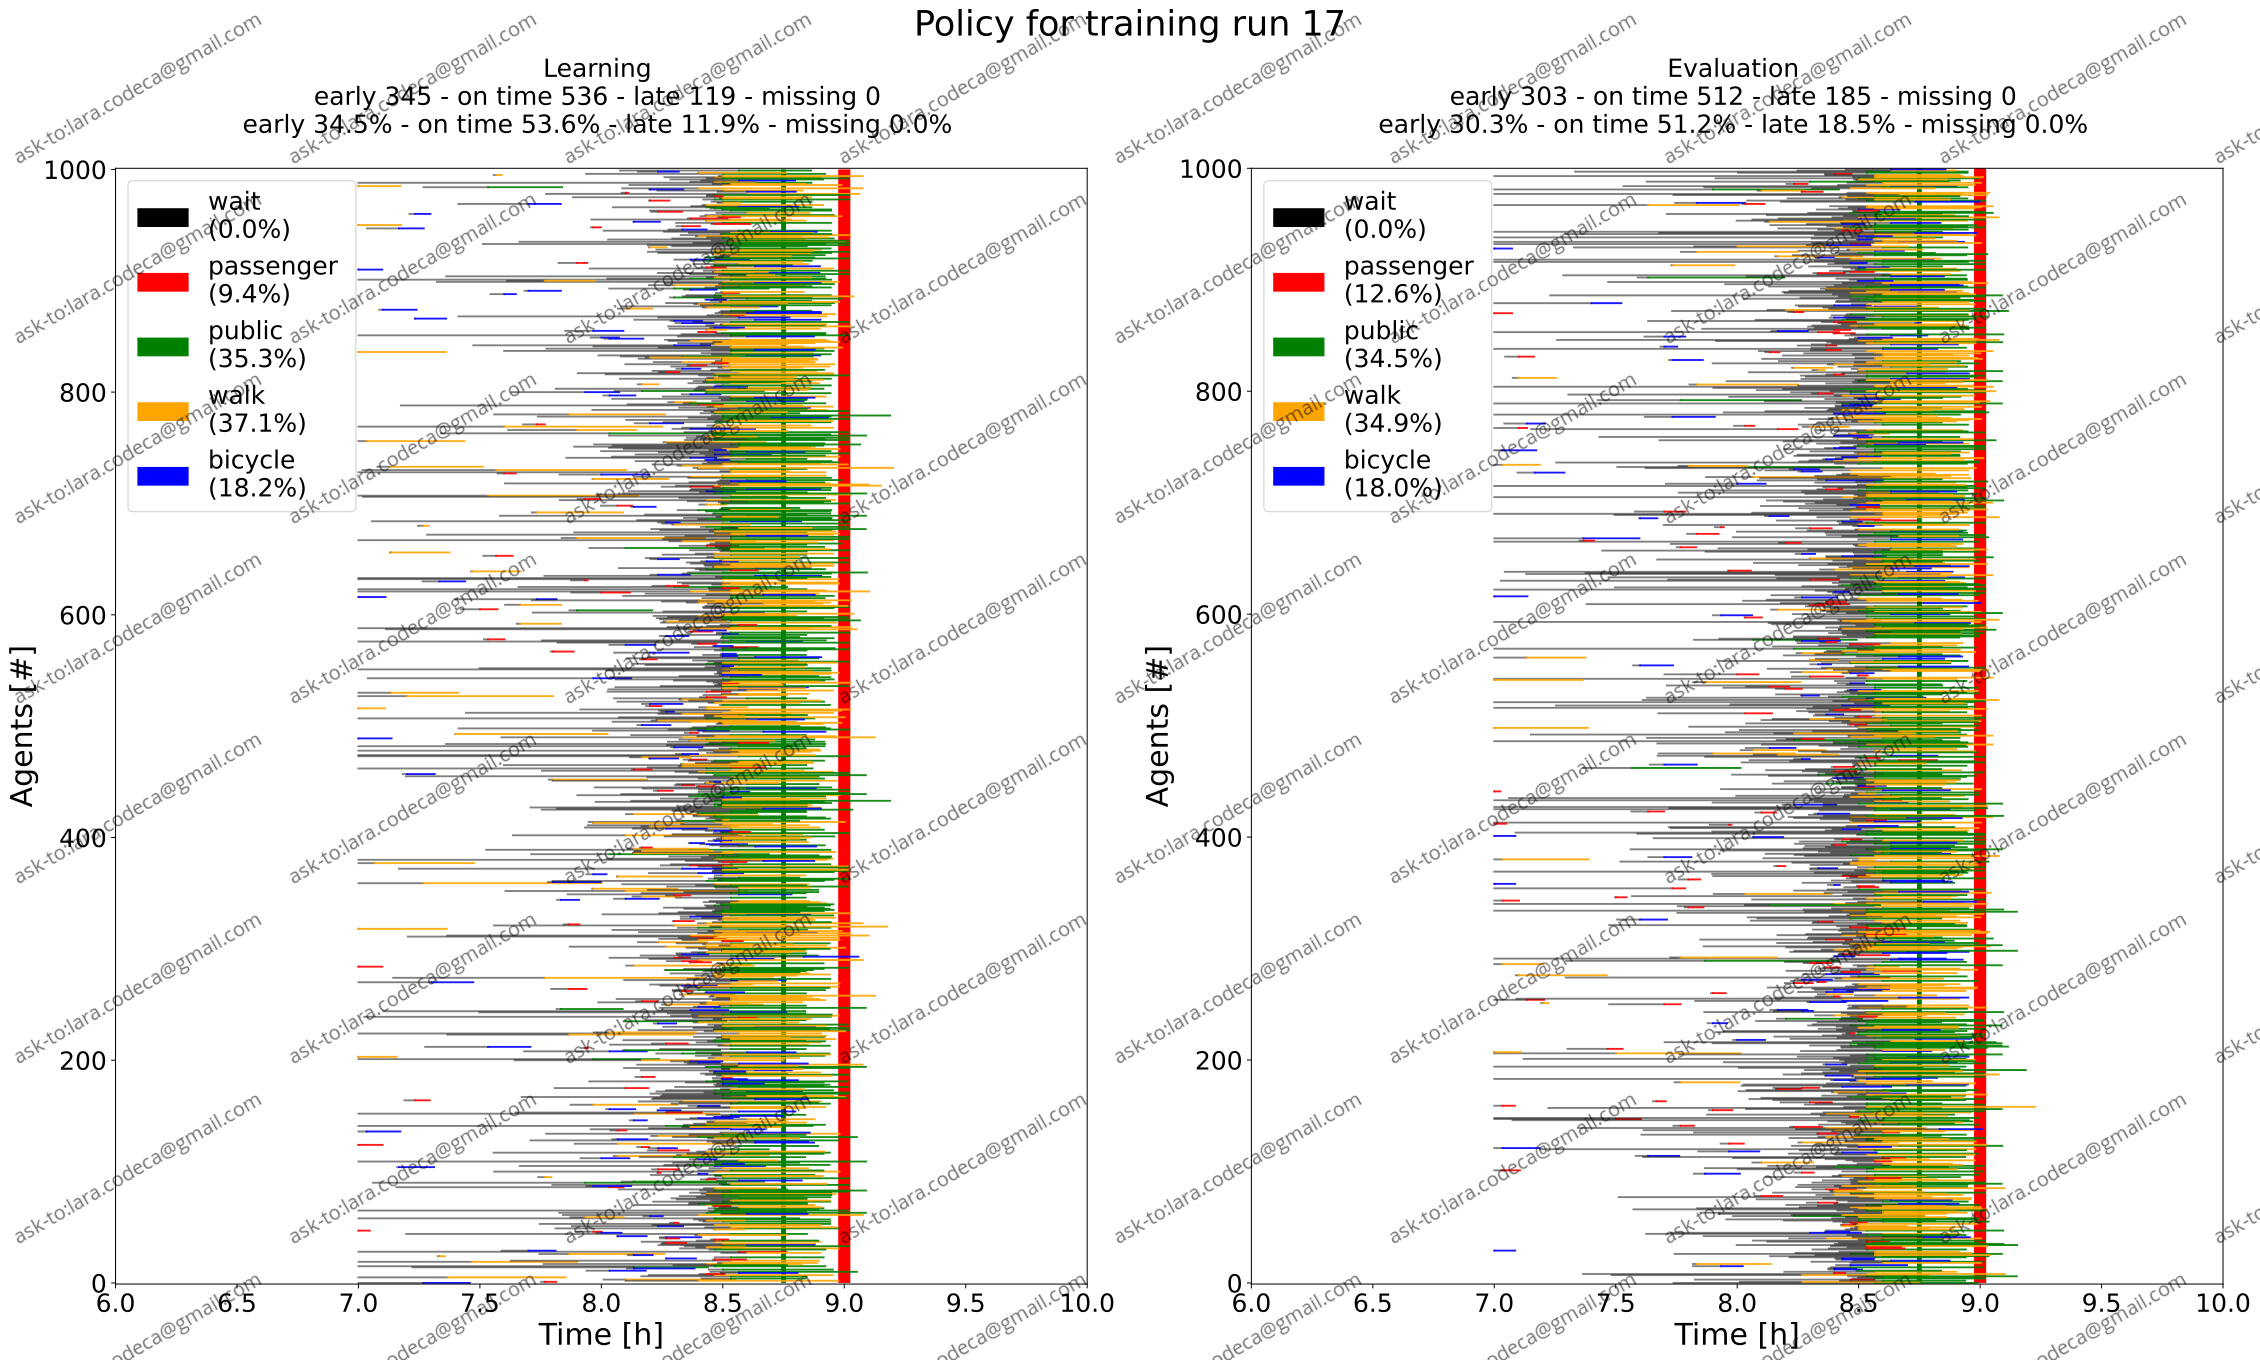 Policy for training run 17
Learning
early 345 - on time 536 - late 119 - missing 0
early 34.5% - on time 53.6% - late 11.9% - missing 0.0%
1000
800
600
400
200
0
Agents [#]
wait
(0.0%)
passenger
(9.4%)
public
(35.3%)
walk
(37.1%)
bicycle
(18.2%)
6.0 6.5 7.0 7.5 8.0 8.5 9.0 9.5 10.0
Time [h]
Evaluation
early 303 - on time 512 - late 185 - missing 0
early 30.3% - on time 51.2% - late 18.5% - missing 0.0%
1000
800
600
400
200
0
Agents [#]
wait
(0.0%)
passenger
(12.6%)
public
(34.5%)
walk
(34.9%)
bicycle
(18.0%)
6.0 6.5 7.0 7.5 8.0 8.5 9.0 9.5 10.0
Time [h]
ask-to:lara.codeca@gmail.com